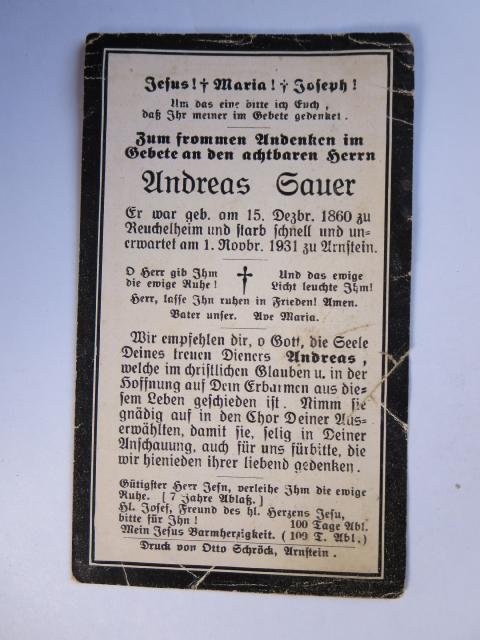 Jesus! † Maria! † Joseph!
Um das eine bitte ich Euch,
daß Ihr meiner im Gebete gedenket.
Zum frommen Andenken im
Gebete an den achtbaren Herrn
Andreas Sauer
Er war geb. am 15. Dezbr. 1860 zu
Reuchelheim und starb schnell und un-
erwartet am 1. Novbr. 1931 zu Arnstein.
O Herr gib Ihm
die ewige Ruhe!
†
Und das ewige
Licht leuchte Ihm!
Herr, lasse Ihn ruhen in Frieden! Amen.
Vater unser. Ave Maria.
Wir empfehlen dir, o Gott, die Seele
Deines treuen Dieners Andreas,
welche im christlichen Glauben u. in der
Hoffnung auf Dein Erbarmen aus die-
sem Leben geschieden ist. Nimm sie
gnädig auf in den Chor Deiner Aus-
erwählten, damit sie, selig in Deiner
Anschauung, auch für uns fürbitte, die
wir hienieden ihrer liebend gedenken.
Gütigster Herr Jesu, verleihe Ihm die ewige
Ruhe. [ 7 Jahre Ablaß. ]
Hl. Josef, Freund des hl. Herzens Jesu,
bitte für Ihn! 100 Tage Abl.
Mein Jesus Barmherzigkeit. ( 100 T. Abl. )
Druck von Otto Schröck, Arnstein.